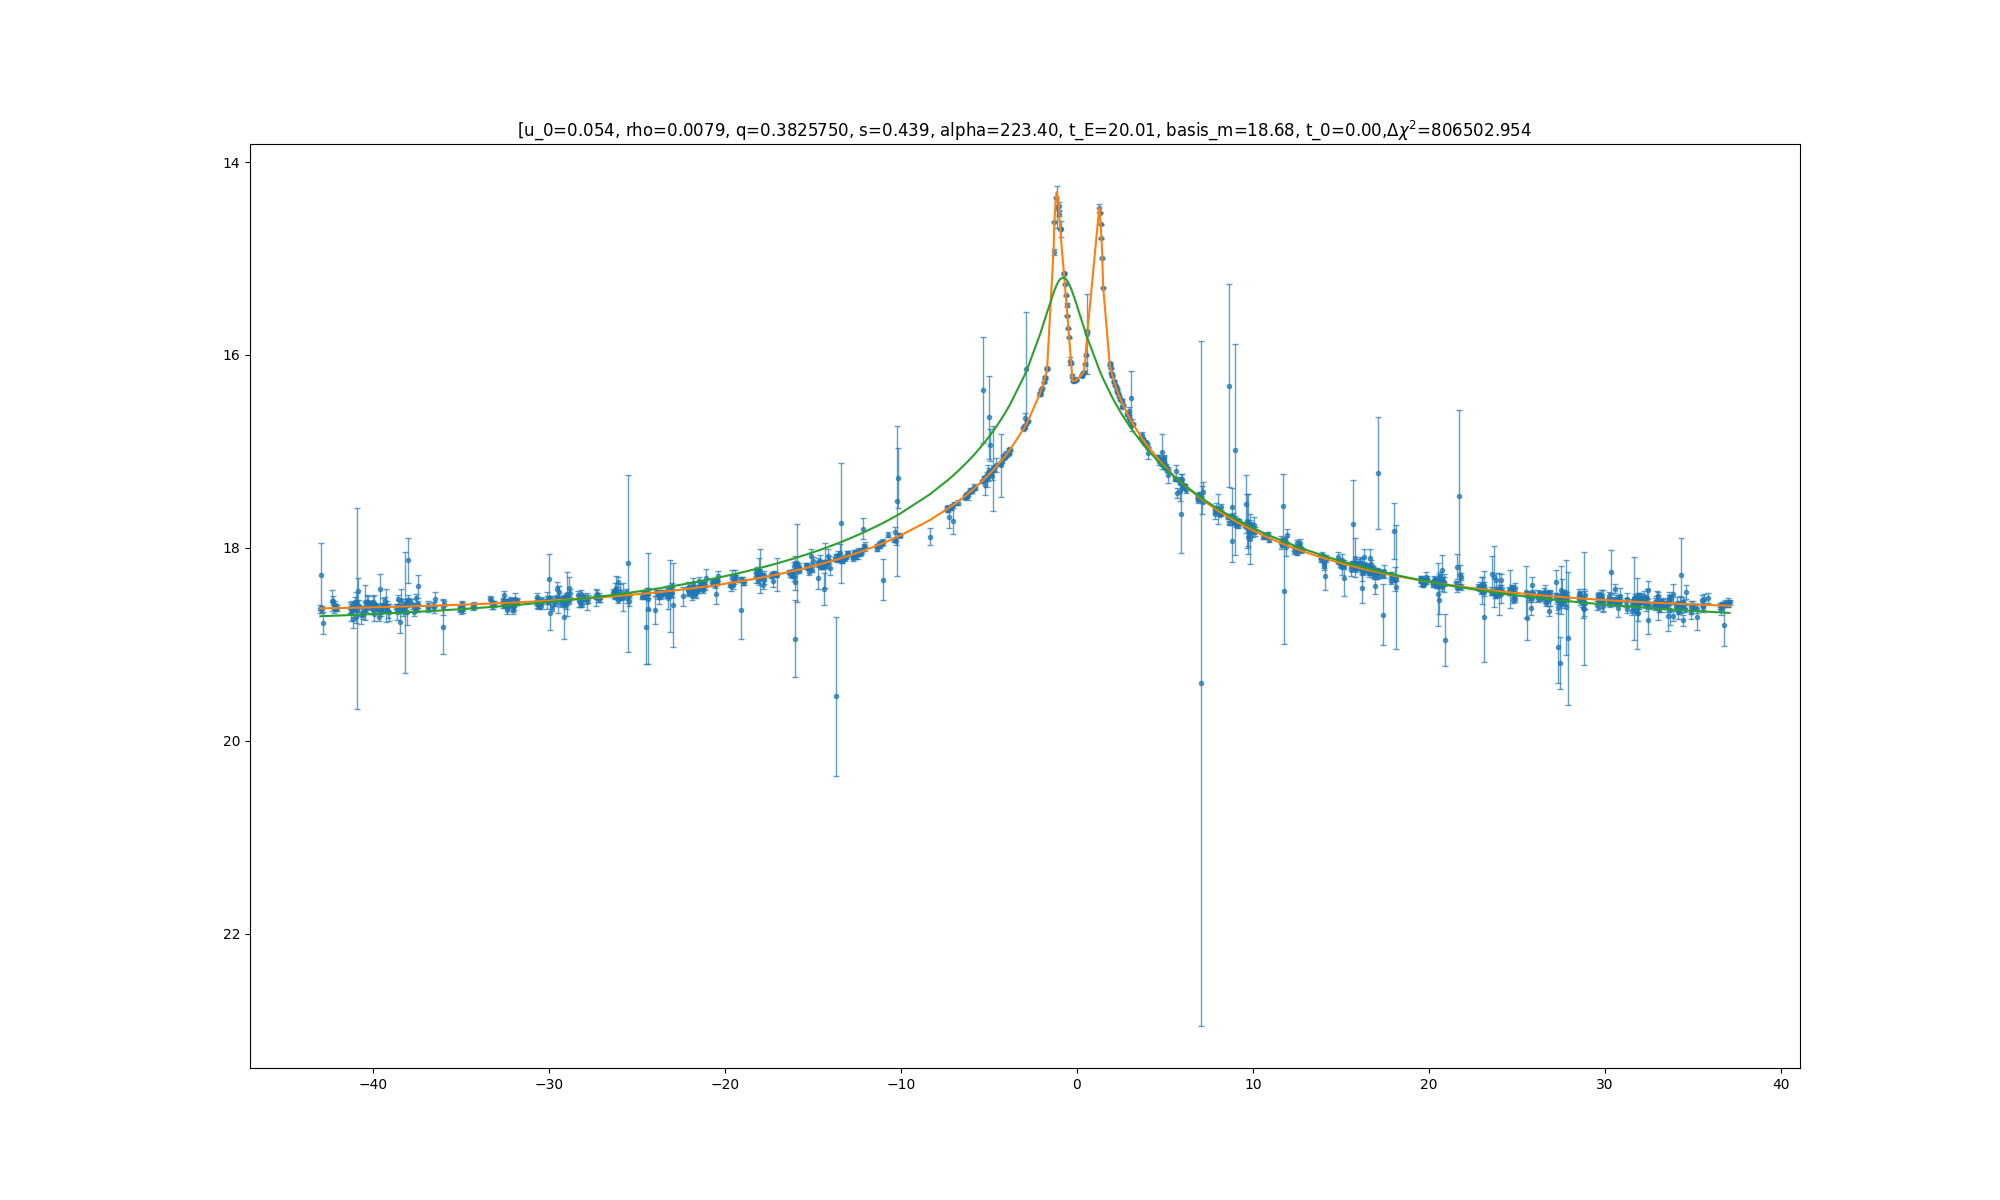 [u_0=0.054, rho=0.0079, q=0.3825750, s=0.439, alpha=223.40, t_E=20.01, basis_m=18.68, t_0=0.00,Δχ²=806502.954
14
16
18
20
22
−40 −30 −20 −10 0 10 20 30 40